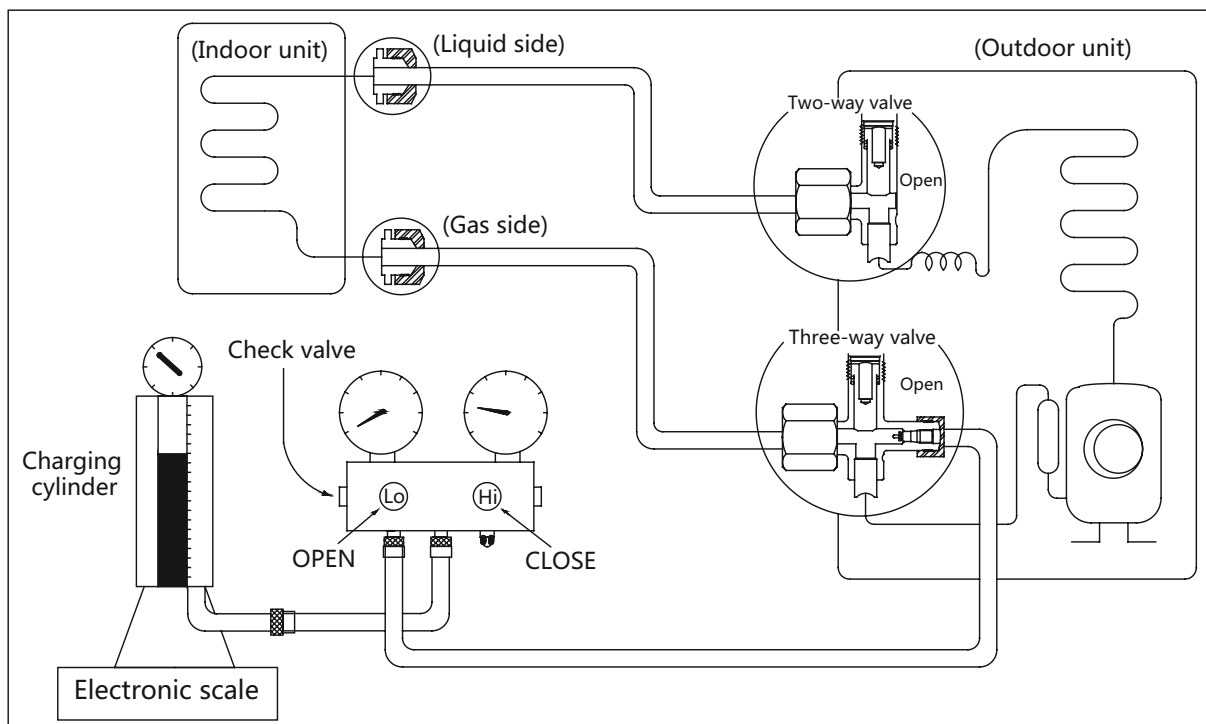 (Indoor unit)
(Liquid side)
(Outdoor unit)
Two-way valve
Open
(Gas side)
Three-way valve
Open
Check valve
Charging
cylinder
Lo
Hi
OPEN
CLOSE
Electronic scale